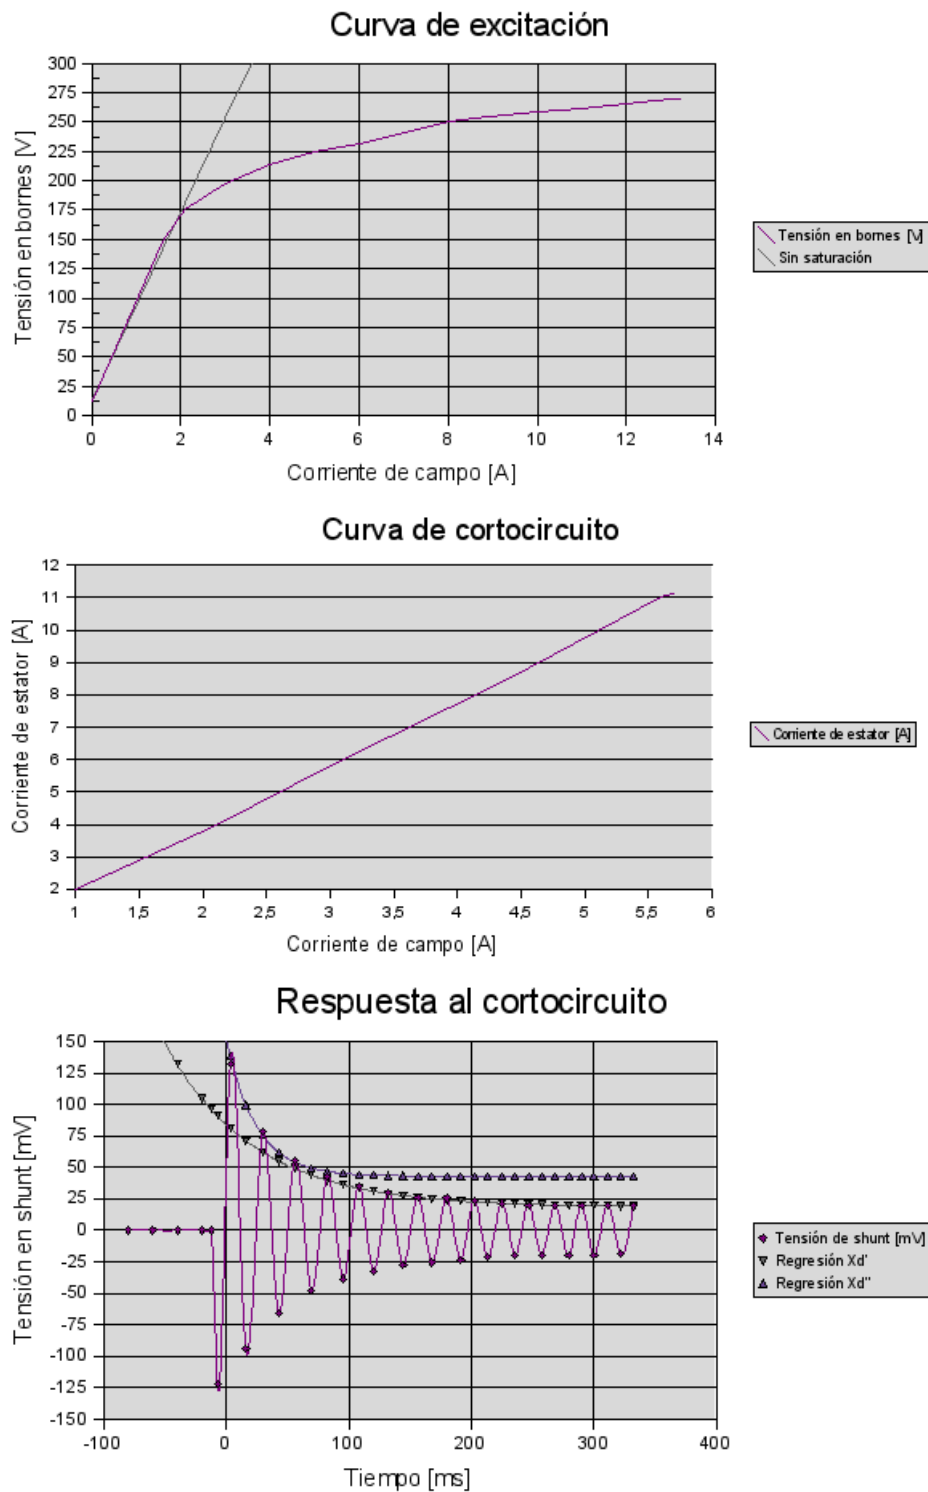 Curva de excitación
Tensión en bornes [V]
300
275
250
225
200
175
150
125
100
75
50
25
0
0 2 4 6 8 10 12 14
Corriente de campo [A]
Tensión en bornes [V]
Sin saturación
Curva de cortocircuito
Corriente de estator [A]
12
11
10
9
8
7
6
5
4
3
2
1 1,5 2 2,5 3 3,5 4 4,5 5 5,5 6
Corriente de campo [A]
Corriente de estator [A]
Respuesta al cortocircuito
Tensión en shunt [mV]
150
125
100
75
50
25
0
-25
-50
-75
-100
-125
-150
-100 0 100 200 300 400
Tiempo [ms]
Tensión de shunt [mV]
Regresión Xd'
Regresión Xd"